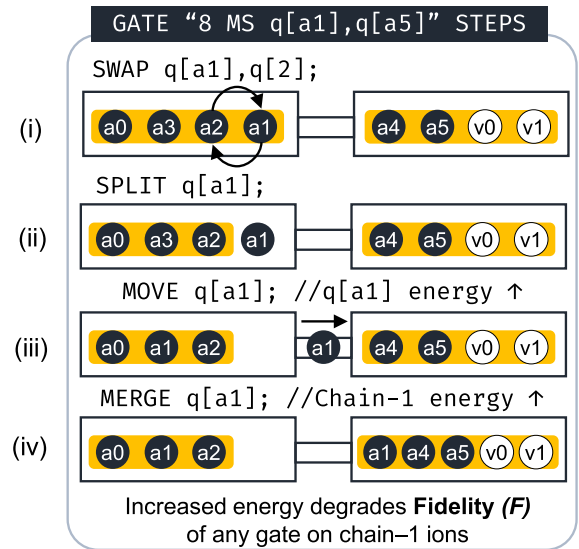 GATE “8 MS q[a1],q[a5]” STEPS
SWAP q[a1],q[2];
(i)
a0 a3 a2 a1 a4 a5 v0 v1
SPLIT q[a1];
(ii)
a0 a3 a2 a1 a4 a5 v0 v1
MOVE q[a1]; //q[a1] energy ↑
(iii)
a0 a1 a2 a1 a4 a5 v0 v1
MERGE q[a1]; //Chain-1 energy ↑
(iv)
a0 a1 a2 a1 a4 a5 v0 v1
Increased energy degrades Fidelity (F)
of any gate on chain–1 ions